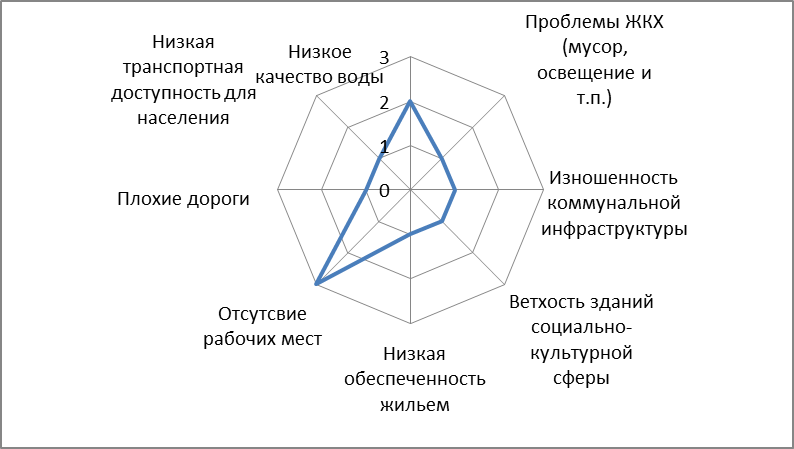 Низкое
качество воды
Проблемы ЖКХ
(мусор,
освещение и
т.п.)
Изношенность
коммунальной
инфраструктуры
Ветхость зданий
социально-
культурной
сферы
Низкая
обеспеченность
жильем
Отсутсвие
рабочих мест
Плохие дороги
Низкая
транспортная
доступность для
населения
3
2
1
0